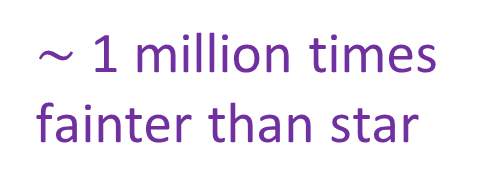 ~ 1 million times
fainter than star